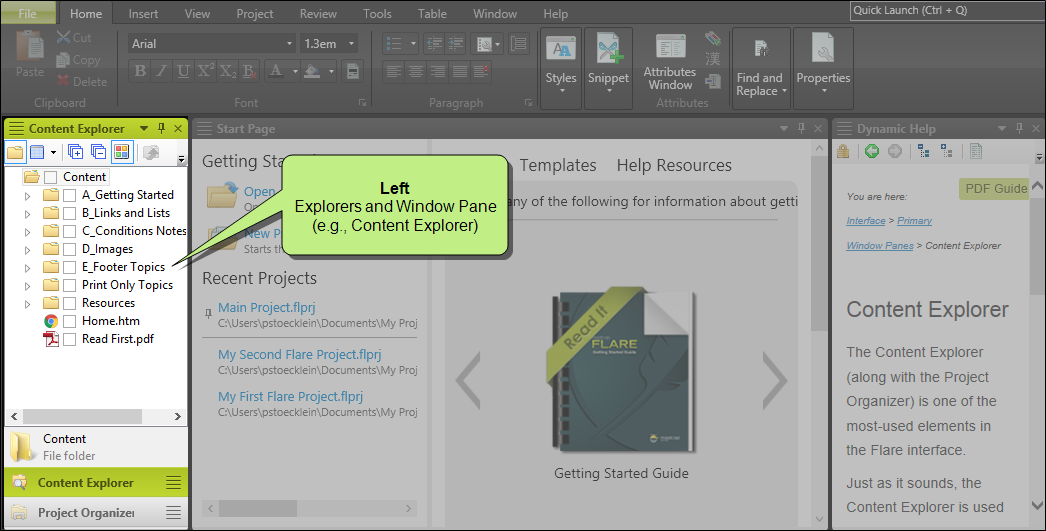 File Home Insert View Project Review Tools Table Window Help
Quick Launch (Ctrl + Q)
Paste
Cut
Copy
Delete
Clipboard
Arial 1.3em
B I U X² X₂ B A
Font
Paragraph
Styles
Snippet
Attributes
Window
漢
Attributes
Find and
Replace
Properties
Content Explorer
Content
A_Getting Started
B_Links and Lists
C_Conditions Notes
D_Images
E_Footer Topics
Print Only Topics
Resources
Home.htm
Read First.pdf
Content
File folder
Content Explorer
Project Organizer
Start Page
Getting Sta
Templates Help Resources
Open
any of the following for information about getti
New P
Starts th
Left
Explorers and Window Pane
(e.g., Content Explorer)
Recent Projects
Main Project.flprj
C:\Users\pstoecklein\Documents\My Proj
My Second Flare Project.flprj
C:\Users\pstoecklein\Documents\My Proj
My First Flare Project.flprj
C:\Users\pstoecklein\Documents\My Proj
Read It
FLARE
Getting Started Guide
Getting Started Guide
Dynamic Help
PDF Guide
You are here:
Interface > Primary
Window Panes > Content Explorer
Content Explorer
The Content Explorer
(along with the Project
Organizer) is one of the
most-used elements in
the Flare interface.
Just as it sounds, the
Content Explorer is used